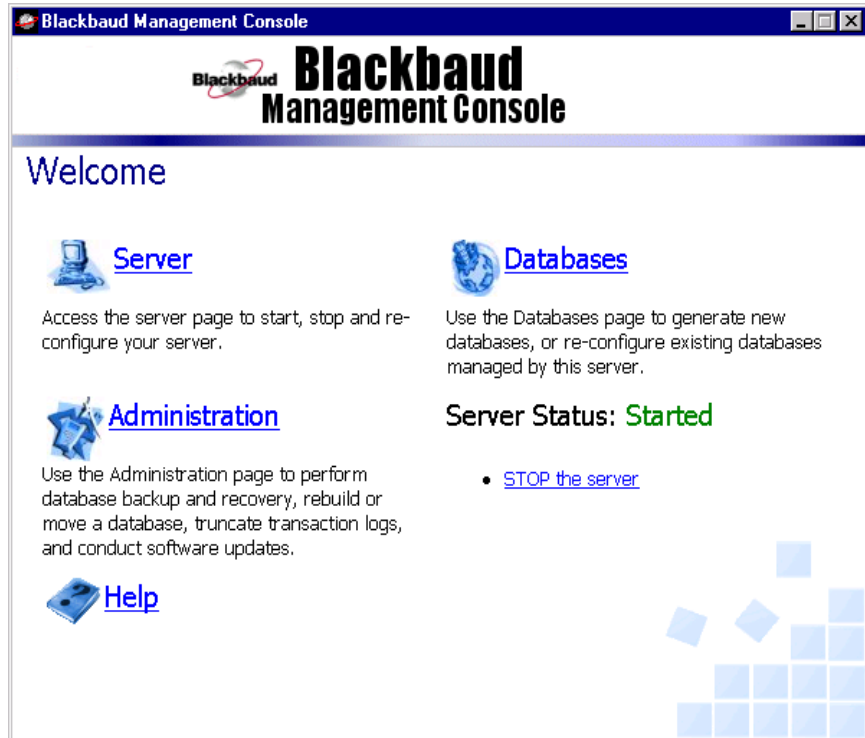 Blackbaud Management Console
Blackbaud Blackbaud
Management Console
Welcome
Server
Access the server page to start, stop and re-
configure your server.
Databases
Use the Databases page to generate new
databases, or re-configure existing databases
managed by this server.
Administration
Use the Administration page to perform
database backup and recovery, rebuild or
move a database, truncate transaction logs,
and conduct software updates.
Server Status: Started
• STOP the server
? Help